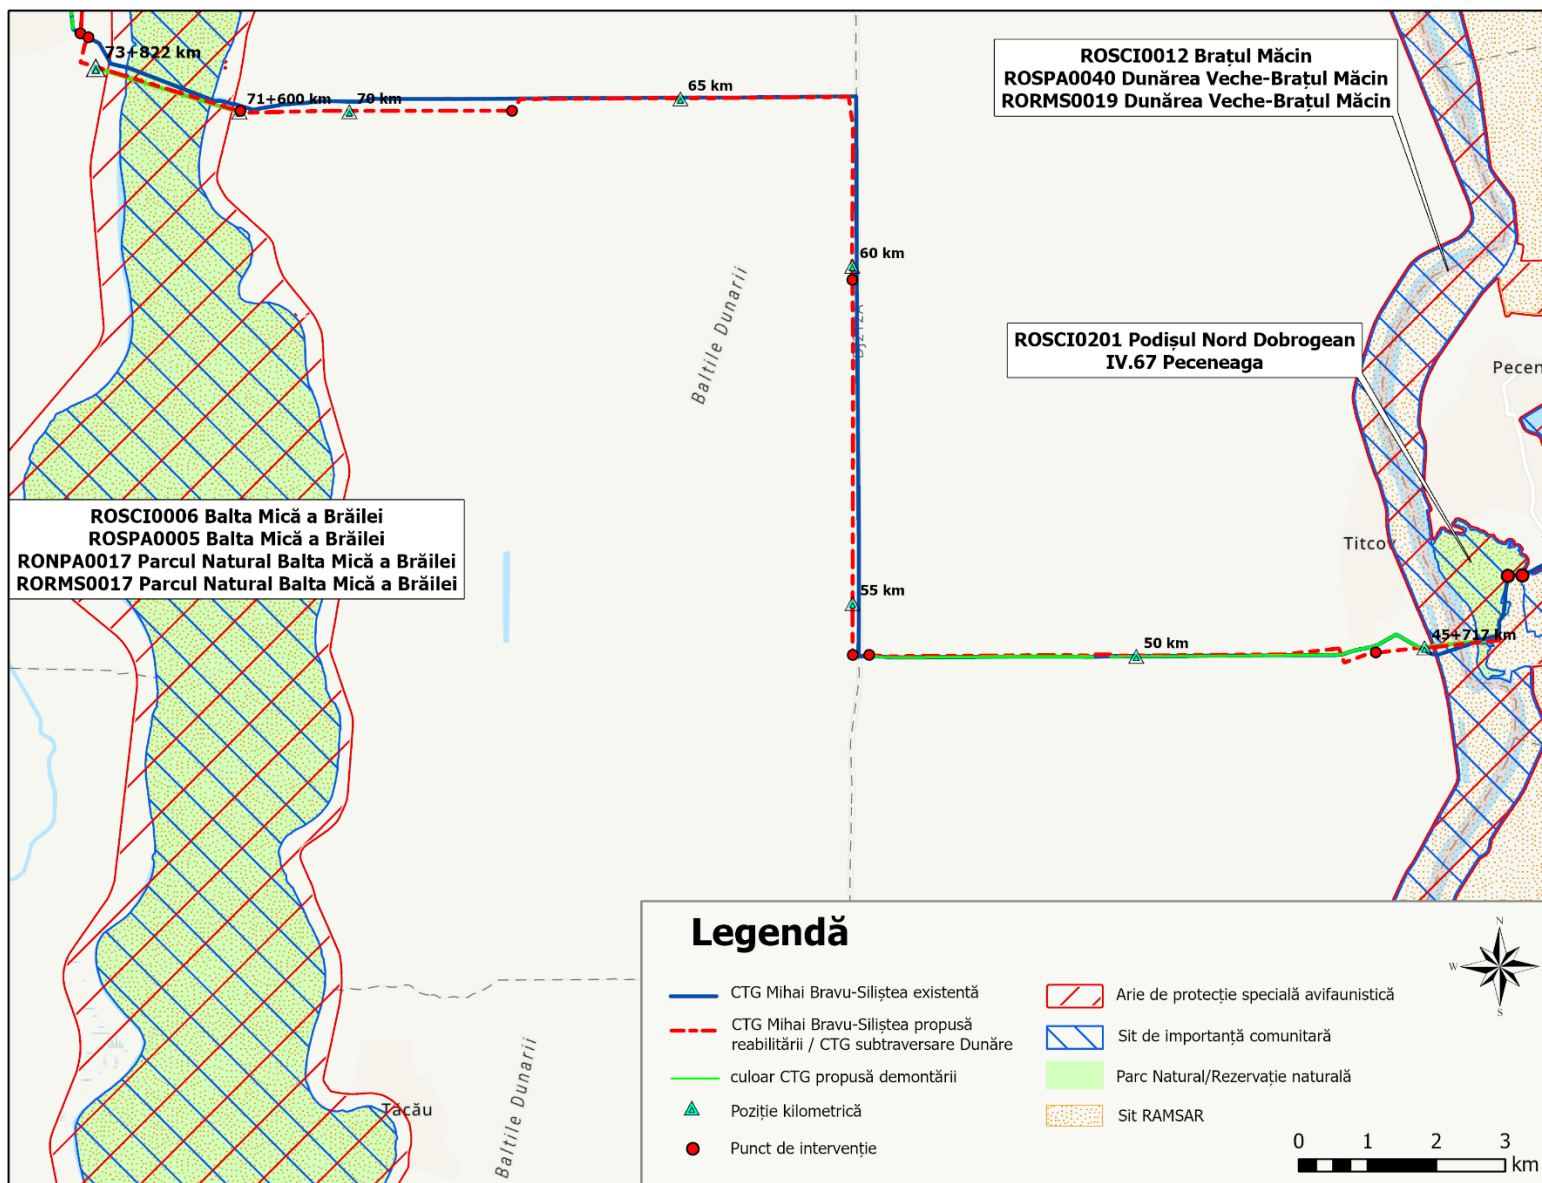 73+822 km
71+600 km
70 km
65 km
ROSCI0012 Brațul Măcin
ROSPA0040 Dunărea Veche-Brațul Măcin
RORMS0019 Dunărea Veche-Brațul Măcin
60 km
Baltile Dunarii
ROSCI0201 Podișul Nord Dobrogean
IV.67 Peceneaga
Pecen
ROSCI0006 Balta Mică a Brăilei
ROSPA0005 Balta Mică a Brăilei
RONPA0017 Parcul Natural Balta Mică a Brăilei
RORMS0017 Parcul Natural Balta Mică a Brăilei
Titcov
55 km
50 km
45+717 km
Tăcău
Baltile Dunarii
Legendă
CTG Mihai Bravu-Siliștea existentă
CTG Mihai Bravu-Siliștea propusă
reabilitării / CTG subtraversare Dunăre
culoar CTG propusă demontării
Poziție kilometrică
Punct de intervenție
Arie de protecție specială avifaunistică
Sit de importanță comunitară
Parc Natural/Rezervație naturală
Sit RAMSAR
N
W
E
S
0 1 2 3
km